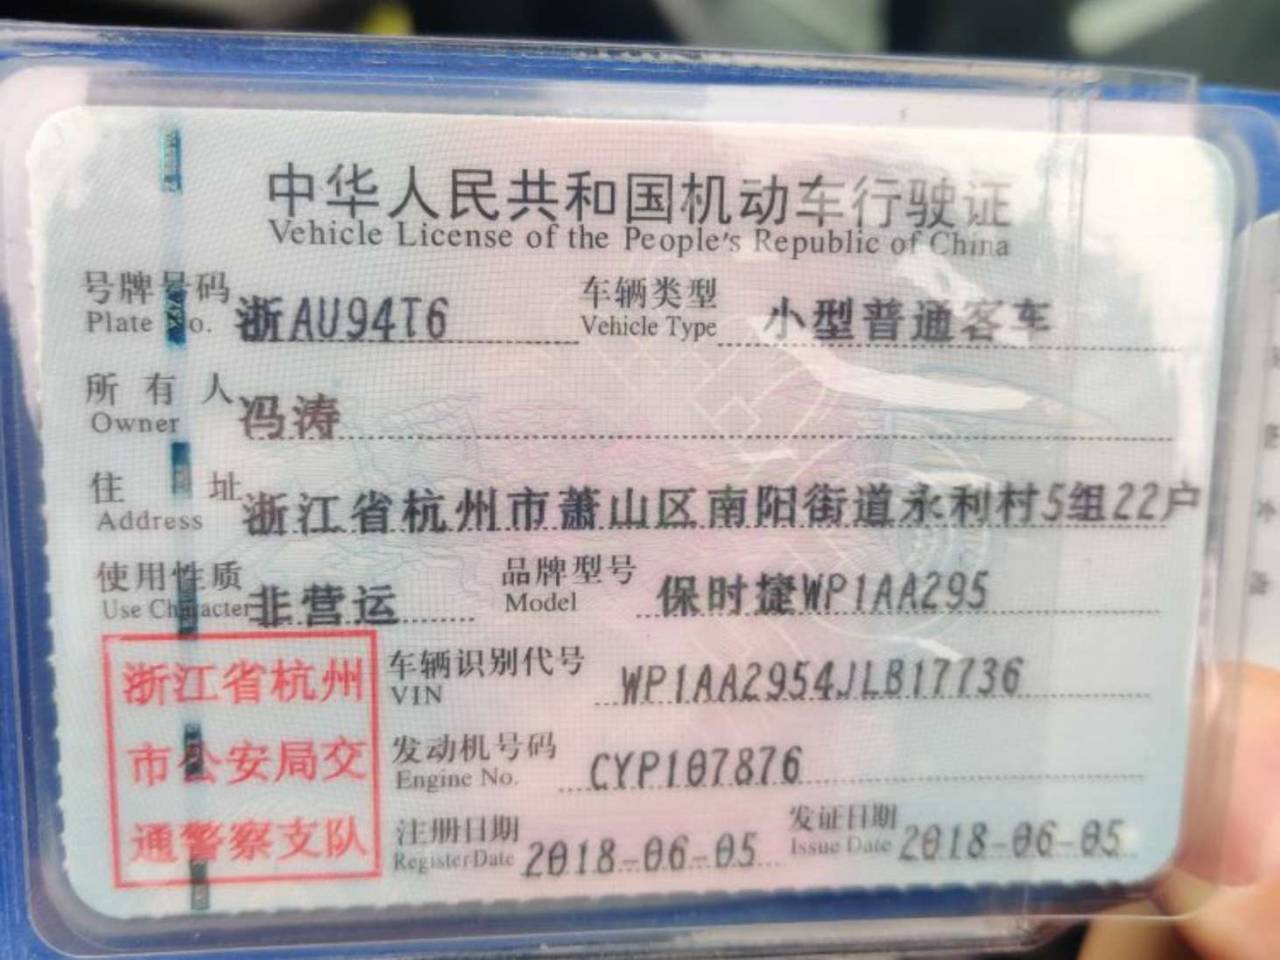 中华人民共和国机动车行驶证
Vehicle License of the People's Republic of China
号牌号码 浙AU94T6 车辆类型 小型普通客车
Plate No. Vehicle Type
所有人 冯涛
Owner
住址 浙江省杭州市萧山区南阳街道永利村5组22户
Address
使用性质 非营运 品牌型号 保时捷WP1AA295
Use Character Model
浙江省杭州
市公安局交
通警察支队
车辆识别代号 WP1AA2954JLB17736
VIN
发动机号码 CYP107876
Engine No.
注册日期 2018-06-05 发证日期 2018-06-05
Register Date Issue Date